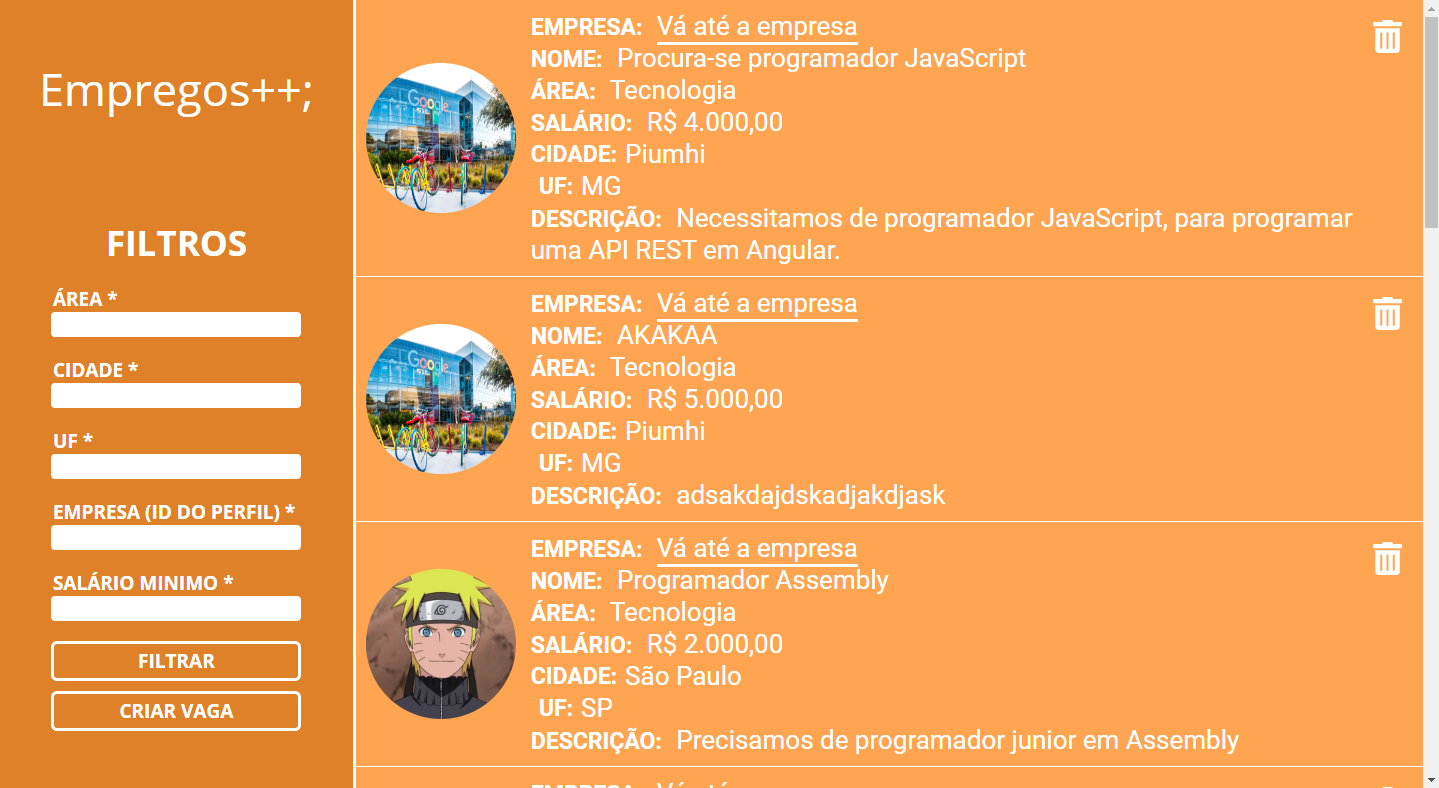 Empregos++;
FILTROS
ÁREA *
CIDADE *
UF *
EMPRESA (ID DO PERFIL) *
SALÁRIO MINIMO *
FILTRAR
CRIAR VAGA
EMPRESA: Vá até a empresa
NOME: Procura-se programador JavaScript
ÁREA: Tecnologia
SALÁRIO: R$ 4.000,00
CIDADE: Piumhi
UF: MG
DESCRIÇÃO: Necessitamos de programador JavaScript, para programar
uma API REST em Angular.
Google
EMPRESA: Vá até a empresa
NOME: AKAKAA
ÁREA: Tecnologia
SALÁRIO: R$ 5.000,00
CIDADE: Piumhi
UF: MG
DESCRIÇÃO: adsakdajdskadjakdjask
Google
EMPRESA: Vá até a empresa
NOME: Programador Assembly
ÁREA: Tecnologia
SALÁRIO: R$ 2.000,00
CIDADE: São Paulo
UF: SP
DESCRIÇÃO: Precisamos de programador junior em Assembly